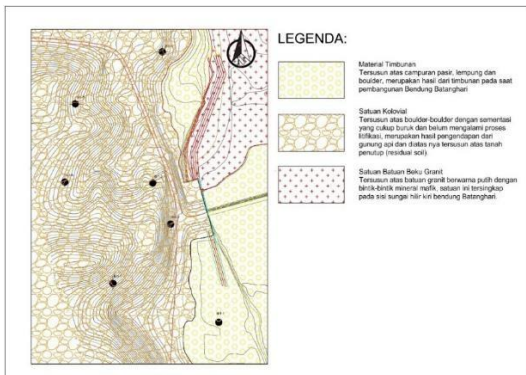 LEGENDA:
Material Timbunan
Tersusun atas campuran pasir, lempung dan
boulder, merupakan hasil dari timbunan pada saat
pembangunan Bendung Batanghari
Satuan Kolovial
Tersusun atas boulder-boulder dengan sementasi
yang cukup buruk dan belum mengalami proses
litifikasi, merupakan hasil pengendapan dari
gunung api dan diatas nya tersusun atas tanah
penutup (residual soil)
Satuan Batuan Beku Granit
Tersusun atas batuan granit berwarna putih dengan
bintik-bintik mineral mafik, satuan ini tersingkap
pada sisi sungai hilir kiri bendung Batanghari.